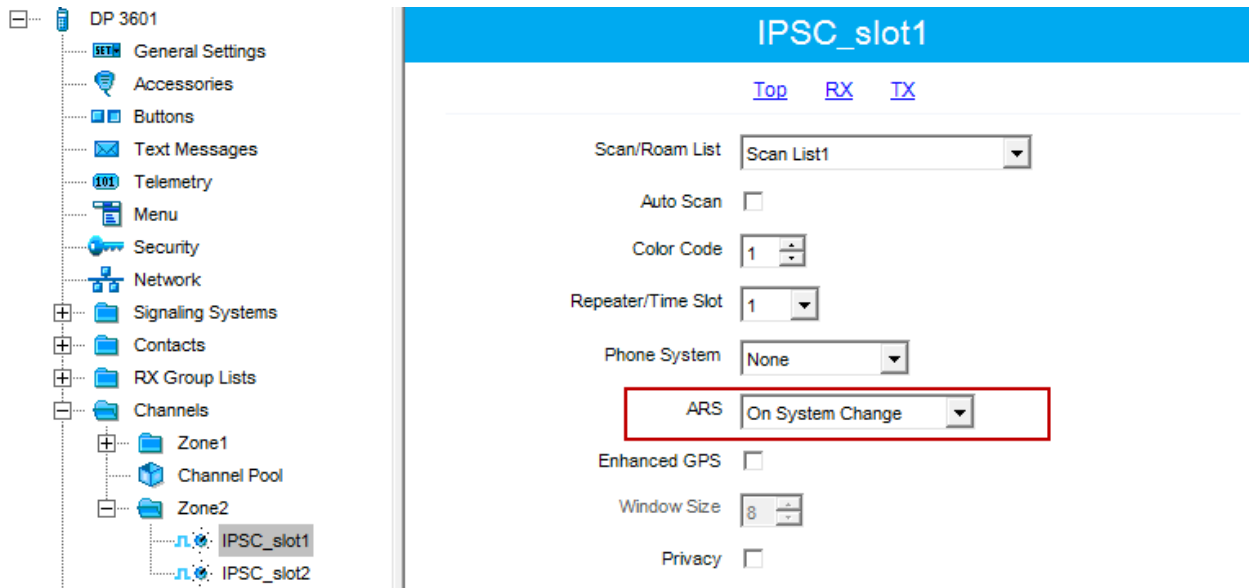 DP 3601
SET
General Settings
Accessories
Buttons
Text Messages
101
Telemetry
Menu
Security
Network
Signaling Systems
Contacts
RX Group Lists
Channels
Zone1
Channel Pool
Zone2
IPSC_slot1
IPSC_slot2
IPSC_slot1
Top RX TX
Scan/Roam List Scan List1
Auto Scan
Color Code 1
Repeater/Time Slot 1
Phone System None
ARS On System Change
Enhanced GPS
Window Size 8
Privacy